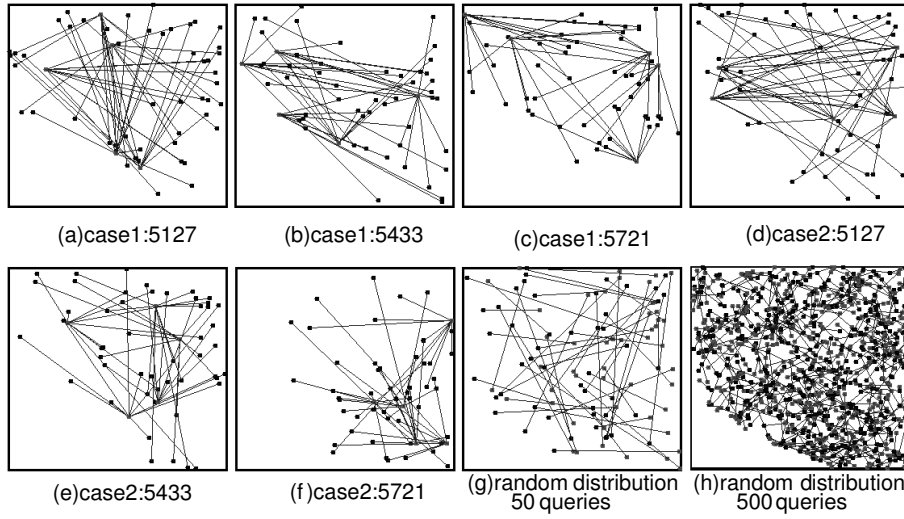 (a)case1:5127
(b)case1:5433
(c)case1:5721
(d)case2:5127
(e)case2:5433
(f)case2:5721
(g)random distribution
50 queries
(h)random distribution
500 queries